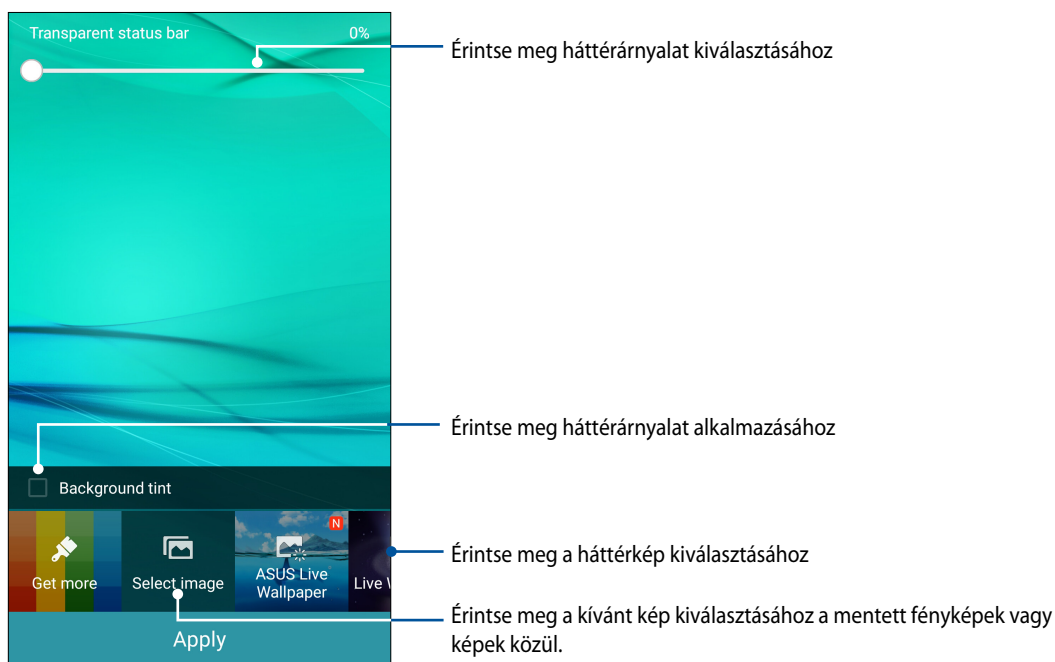 Transparent status bar 0%
Érintse meg háttérárnyalat kiválasztásához
Érintse meg háttérárnyalat alkalmazásához
Background tint
N
Get more
Select image
ASUS Live
Wallpaper
Live
Érintse meg a háttérkép kiválasztásához
Érintse meg a kívánt kép kiválasztásához a mentett fényképek vagy
képek közül.
Apply